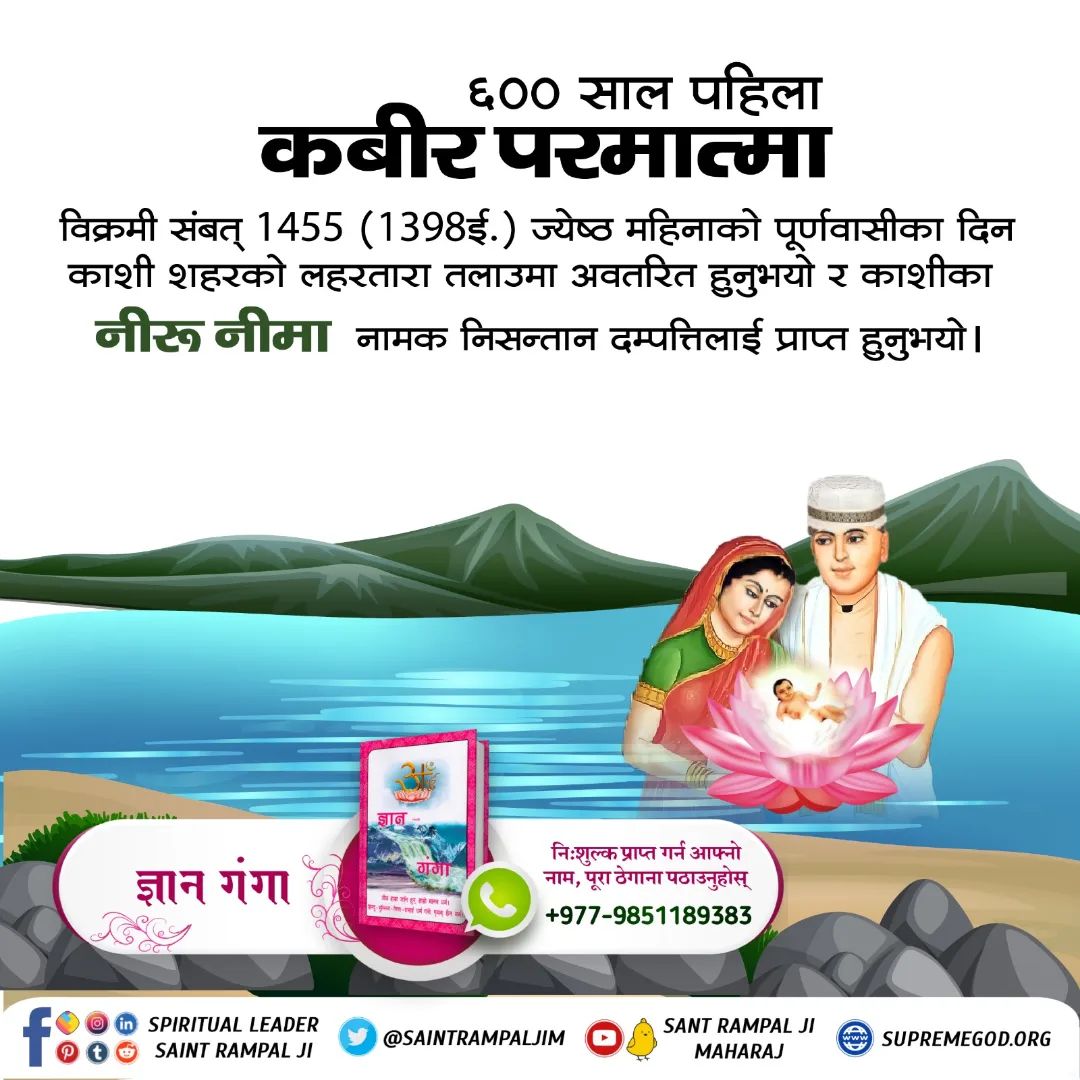 ६०० साल पहिला
कबीर परमात्मा
विक्रमी संबत् 1455 (1398ई.) ज्येष्ठ महिनाको पूर्णवासीका दिन
काशी शहरको लहरतारा तलाउमा अवतरित हुनुभयो र काशीका
नीरू नीमा नामक निसन्तान दम्पत्तिलाई प्राप्त हुनुभयो।
ज्ञान
गंगा
ज्ञान गंगा
नि:शुल्क प्राप्त गर्न आफ्नो
नाम, पूरा ठेगाना पठाउनुहोस्
+977-9851189383
SPIRITUAL LEADER
SAINT RAMPAL JI
@SAINTRAMPALJIM
SANT RAMPAL JI
MAHARAJ
SUPREMEGOD.ORG